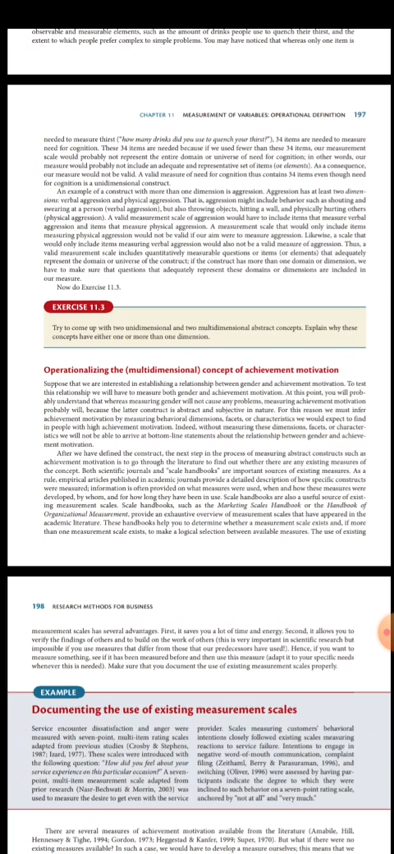 observable and measurable elements, such as the amount of drinks people use to quench their thirst, and the
extent to which people prefer complex to simple problems. You may have noticed that whereas only one item is
CHAPTER 11 MEASUREMENT OF VARIABLES: OPERATIONAL DEFINITION 197
needed to measure thirst ("how many drinks did you use to quench your thirst?"), 34 items are needed to measure
need for cognition. These 34 items are needed because if we used fewer than these 34 items, our measurement
scale would probably not represent the entire domain or universe of need for cognition; in other words, our
measure would probably not include an adequate and representative set of items (or elements). As a consequence,
our measure would not be valid. A valid measure of need for cognition thus contains 34 items even though need
for cognition is a unidimensional construct.
An example of a construct with more than one dimension is aggression. Aggression has at least two dimen-
sions: verbal aggression and physical aggression. That is, aggression might include behavior such as shouting and
swearing at a person (verbal aggression), but also throwing objects, hitting a wall, and physically hurting others
(physical aggression). A valid measurement scale of aggression would have to include items that measure verbal
aggression and items that measure physical aggression. A measurement scale that would only include items
measuring physical aggression would not be valid if our aim were to measure aggression. Likewise, a scale that
would only include items measuring verbal aggression would also not be a valid measure of aggression. Thus, a
valid measurement scale includes quantitatively measurable questions or items (or elements) that adequately
represent the domain or universe of the construct; if the construct has more than one domain or dimension, we
have to make sure that questions that adequately represent these domains or dimensions are included in
our measure.
Now do Exercise 11.3.
EXERCISE 11.3
Try to come up with two unidimensional and two multidimensional abstract concepts. Explain why these
concepts have either one or more than one dimension.
Operationalizing the (multidimensional) concept of achievement motivation
Suppose that we are interested in establishing a relationship between gender and achievement motivation. To test
this relationship we will have to measure both gender and achievement motivation. At this point, you will prob-
ably understand that whereas measuring gender will not cause any problems, measuring achievement motivation
probably will, because the latter construct is abstract and subjective in nature. For this reason we must infer
achievement motivation by measuring behavioral dimensions, facets, or characteristics we would expect to find
in people with high achievement motivation. Indeed, without measuring these dimensions, facets, or character-
istics we will not be able to arrive at bottom-line statements about the relationship between gender and achieve-
ment motivation.
After we have defined the construct, the next step in the process of measuring abstract constructs such as
achievement motivation is to go through the literature to find out whether there are any existing measures of
the concept. Both scientific journals and "scale handbooks" are important sources of existing measures. As a
rule, empirical articles published in academic journals provide a detailed description of how specific constructs
were measured; information is often provided on what measures were used, when and how these measures were
developed, by whom, and for how long they have been in use. Scale handbooks are also a useful source of exist-
ing measurement scales. Scale handbooks, such as the Marketing Scales Handbook or the Handbook of
Organizational Measurement, provide an exhaustive overview of measurement scales that have appeared in the
academic literature. These handbooks help you to determine whether a measurement scale exists and, if more
than one measurement scale exists, to make a logical selection between available measures. The use of existing
198 RESEARCH METHODS FOR BUSINESS
measurement scales has several advantages. First, it saves you a lot of time and energy. Second, it allows you to
verify the findings of others and to build on the work of others (this is very important in scientific research but
impossible if you use measures that differ from those that our predecessors have used!). Hence, if you want to
measure something, see if it has been measured before and then use this measure (adapt it to your specific needs
whenever this is needed). Make sure that you document the use of existing measurement scales properly.
EXAMPLE
Documenting the use of existing measurement scales
Service encounter dissatisfaction and anger were
measured with seven-point, multi-item rating scales
adapted from previous studies (Crosby & Stephens,
1987; Izard, 1977). These scales were introduced with
the following question: "How did you feel about your
service experience on this particular occasion?" A seven-
point, multi-item measurement scale adapted from
prior research (Nasr-Bechwati & Morrin, 2003) was
used to measure the desire to get even with the service
provider. Scales measuring customers' behavioral
intentions closely followed existing scales measuring
reactions to service failure. Intentions to engage in
negative word-of-mouth communication, complaint
filing (Zeithaml, Berry & Parasuraman, 1996), and
switching (Oliver, 1996) were assessed by having par-
ticipants indicate the degree to which they were
inclined to such behavior on a seven-point rating scale,
anchored by "not at all" and "very much."
There are several measures of achievement motivation available from the literature (Amabile, Hill,
Hennessey & Tighe, 1994; Gordon, 1973; Heggestad & Kanfer, 1999; Super, 1970). But what if there were no
existing measures available? In such a case, we would have to develop a measure ourselves; this means that we